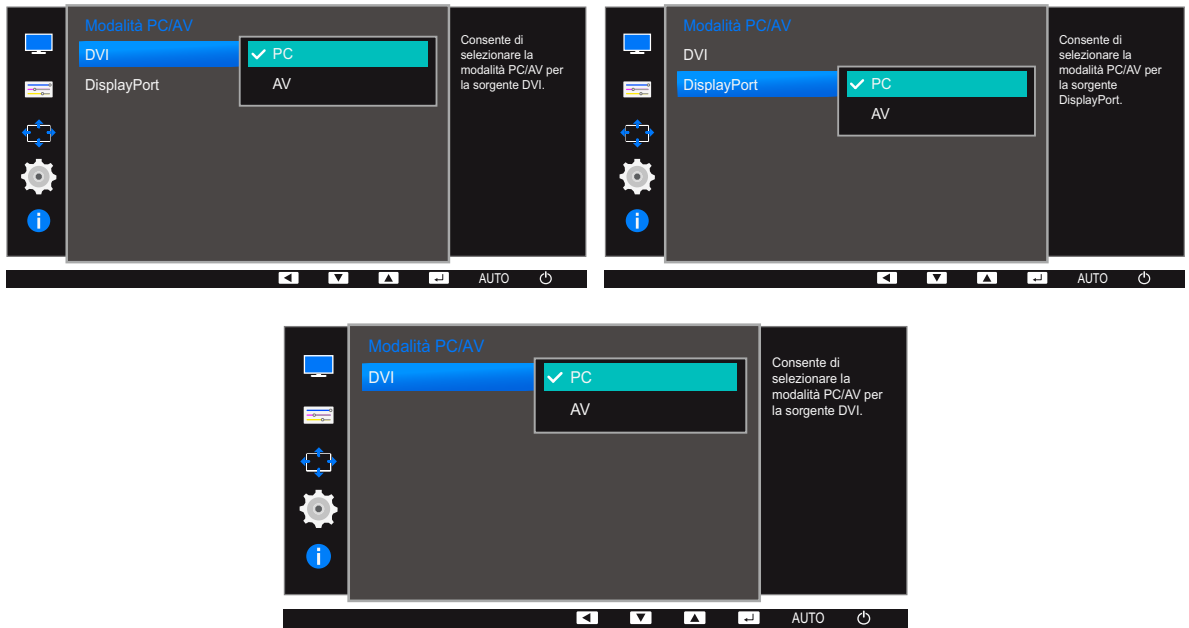 Modalità PC/AV
DVI
PC
DisplayPort
AV
Consente di
selezionare la
modalità PC/AV per
la sorgente DVI.
AUTO
Modalità PC/AV
DVI
DisplayPort
PC
AV
Consente di
selezionare la
modalità PC/AV per
la sorgente
DisplayPort.
AUTO
Modalità PC/AV
DVI
PC
AV
Consente di
selezionare la
modalità PC/AV per
la sorgente DVI.
AUTO